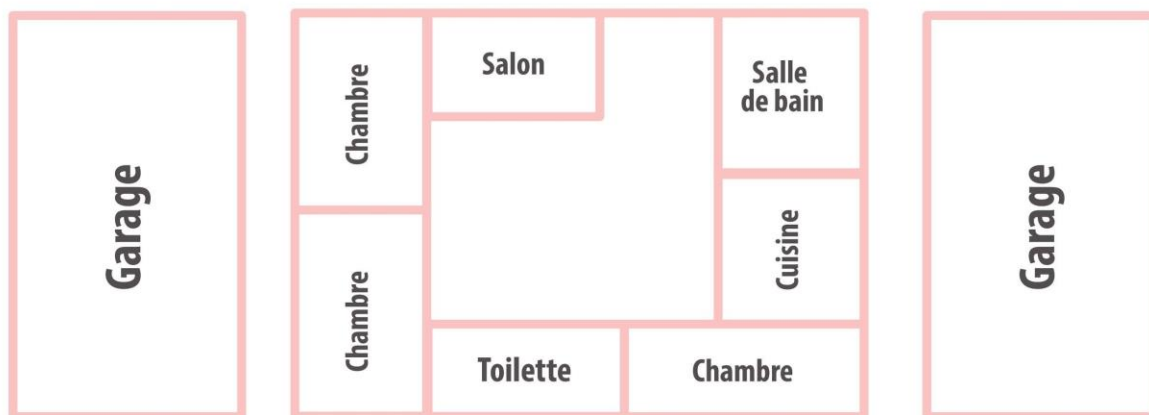 Garage
Chambre
Salon
Salle
de bain
Chambre
Cuisine
Toilette
Chambre
Garage